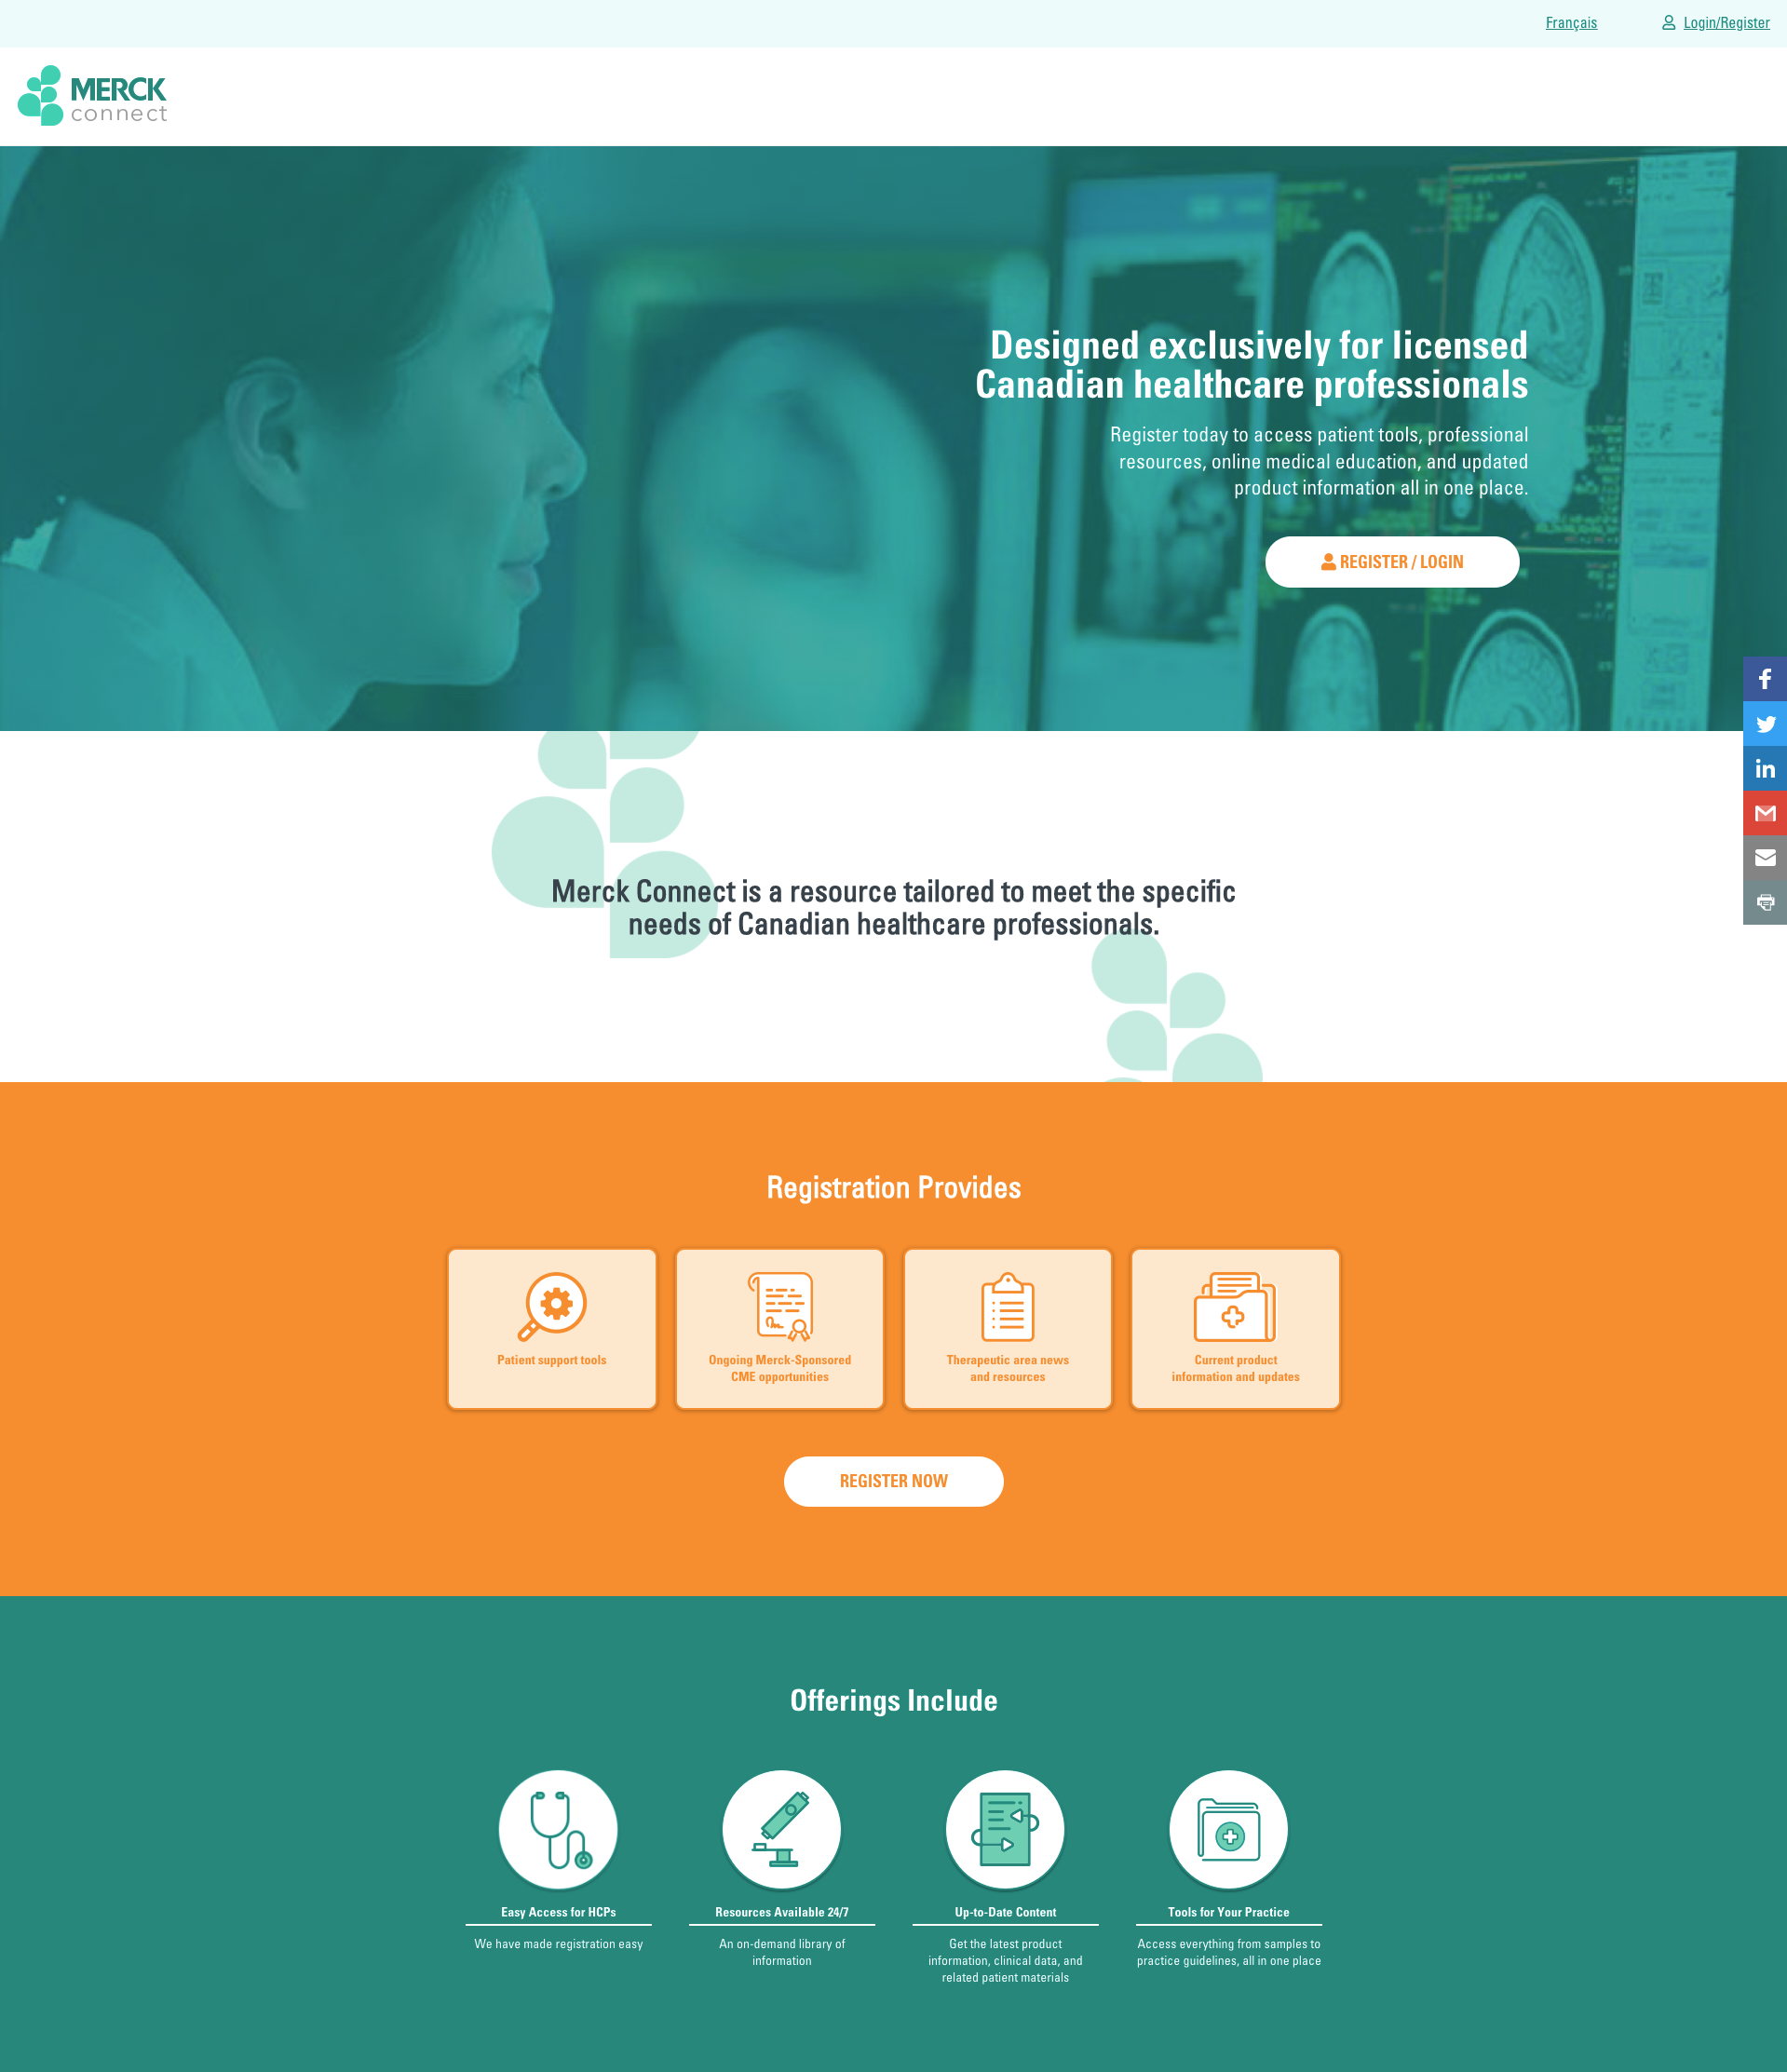 Français
Login/Register
MERCK
connect
Designed exclusively for licensed
Canadian healthcare professionals
Register today to access patient tools, professional
resources, online medical education, and updated
product information all in one place.
REGISTER / LOGIN
Merck Connect is a resource tailored to meet the specific
needs of Canadian healthcare professionals.
Registration Provides
Patient support tools
Ongoing Merck-Sponsored
CME opportunities
Therapeutic area news
and resources
Current product
information and updates
REGISTER NOW
Offerings Include
Easy Access for HCPs
We have made registration easy
Resources Available 24/7
An on-demand library of
information
Up-to-Date Content
Get the latest product
information, clinical data, and
related patient materials
Tools for Your Practice
Access everything from samples to
practice guidelines, all in one place